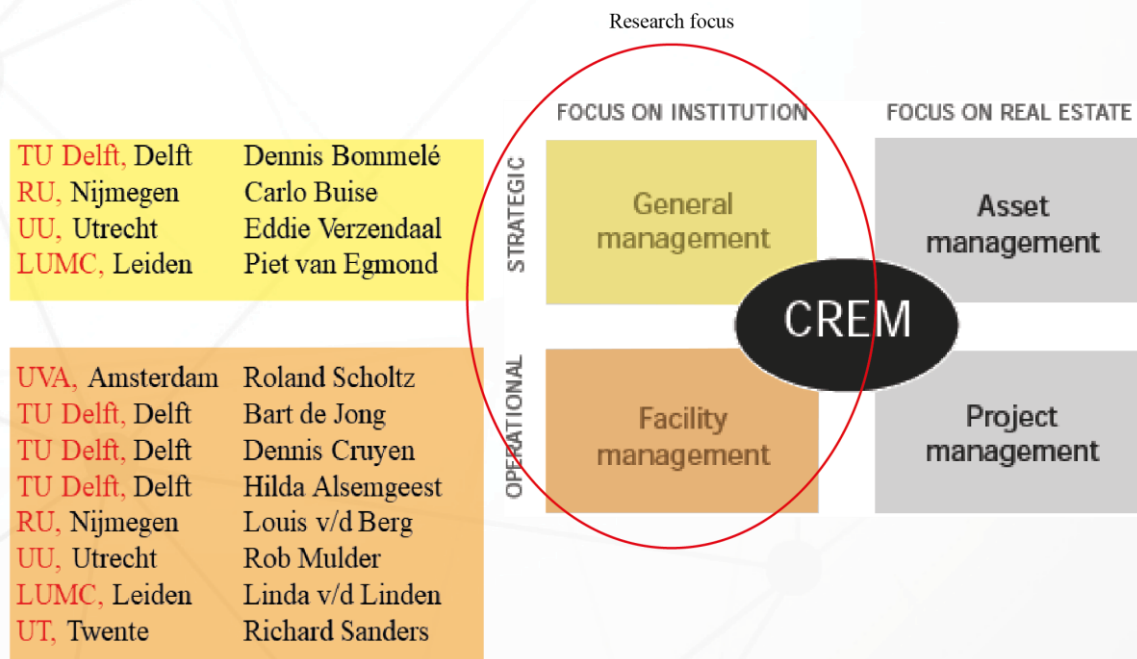 Research focus
FOCUS ON INSTITUTION
FOCUS ON REAL ESTATE
TU Delft, Delft Dennis Bommelé
RU, Nijmegen Carlo Buise
UU, Utrecht Eddie Verzendaal
LUMC, Leiden Piet van Egmond
STRATEGIC
General
management
Asset
management
CREM
UVA, Amsterdam Roland Scholtz
TU Delft, Delft Bart de Jong
TU Delft, Delft Dennis Cruyen
TU Delft, Delft Hilda Alsemgeest
RU, Nijmegen Louis v/d Berg
UU, Utrecht Rob Mulder
LUMC, Leiden Linda v/d Linden
UT, Twente Richard Sanders
OPERATIONAL
Facility
management
Project
management